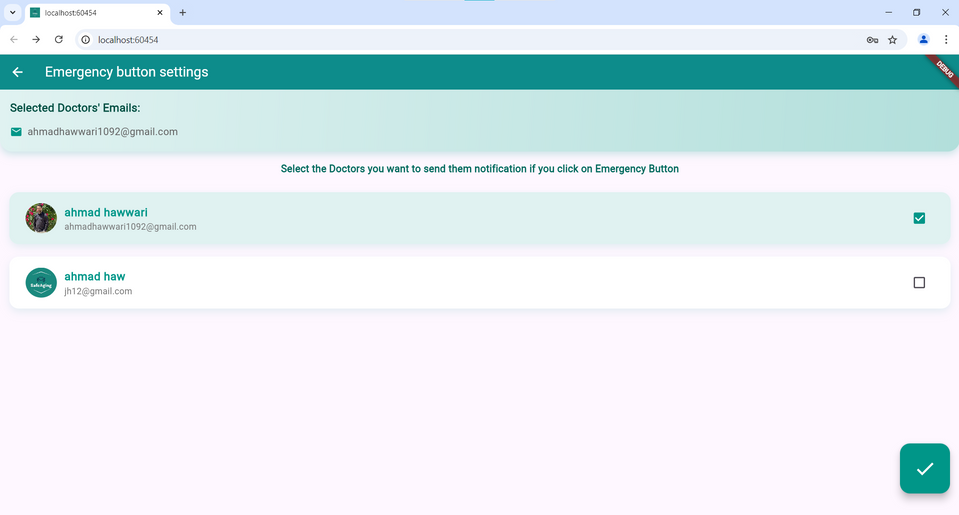 localhost:60454
localhost:60454
Emergency button settings
DEBUG
Selected Doctors' Emails:
ahmadhawwari1092@gmail.com
Select the Doctors you want to send them notification if you click on Emergency Button
ahmad hawwari
ahmadhawwari1092@gmail.com
ahmad haw
SafeAging
jh12@gmail.com